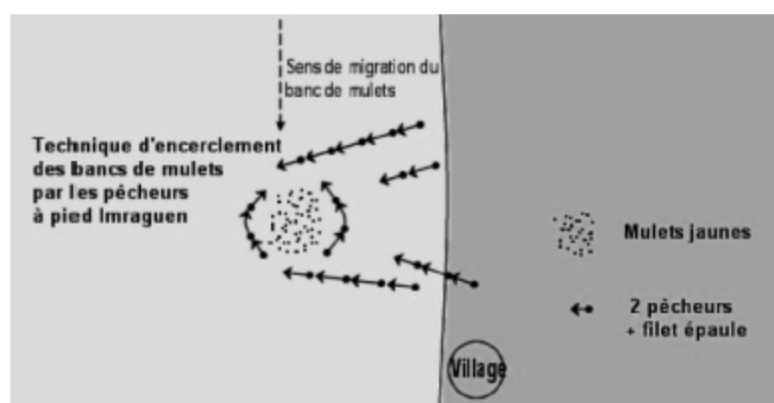 Sens de migration du
banc de mulets
Technique d'encerclement
des bancs de mulets
par les pêcheurs
à pied Imraguen
Mulets jaunes
2 pêcheurs
+ filet épaule
Village